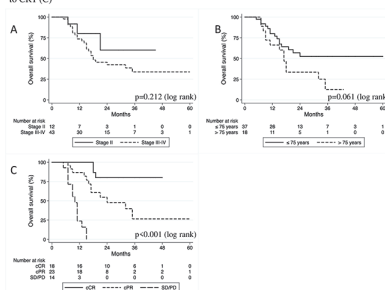 to CRT (C)
A
Overall survival (%)
100
75
50
25
0
0 12 24 36 48 60
Months
p=0.212 (log rank)
Number at risk
Stage II 12 7 3 1 0 0
Stage III-IV 43 30 15 7 3 1
Stage II Stage III-IV
B
Overall survival (%)
100
75
50
25
0
0 12 24 36 48 60
Months
p=0.061 (log rank)
Number at risk
≤75 years 37 26 13 7 3 1
>75 years 18 11 5 1 0 0
≤75 years >75 years
C
Overall survival (%)
100
75
50
25
0
0 12 24 36 48 60
Months
p<0.001 (log rank)
Number at risk
cCR 18 16 10 6 1 0
cPR 23 18 8 2 2 1
SD/PD 14 3 0 0 0 0
cCR cPR SD/PD